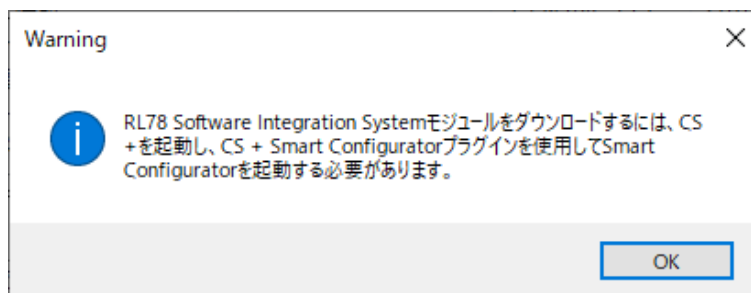 Warning
RL78 Software Integration Systemモジュールをダウンロードするには、CS
+を起動し、CS + Smart Configuratorプラグインを使用してSmart
Configuratorを起動する必要があります。
OK